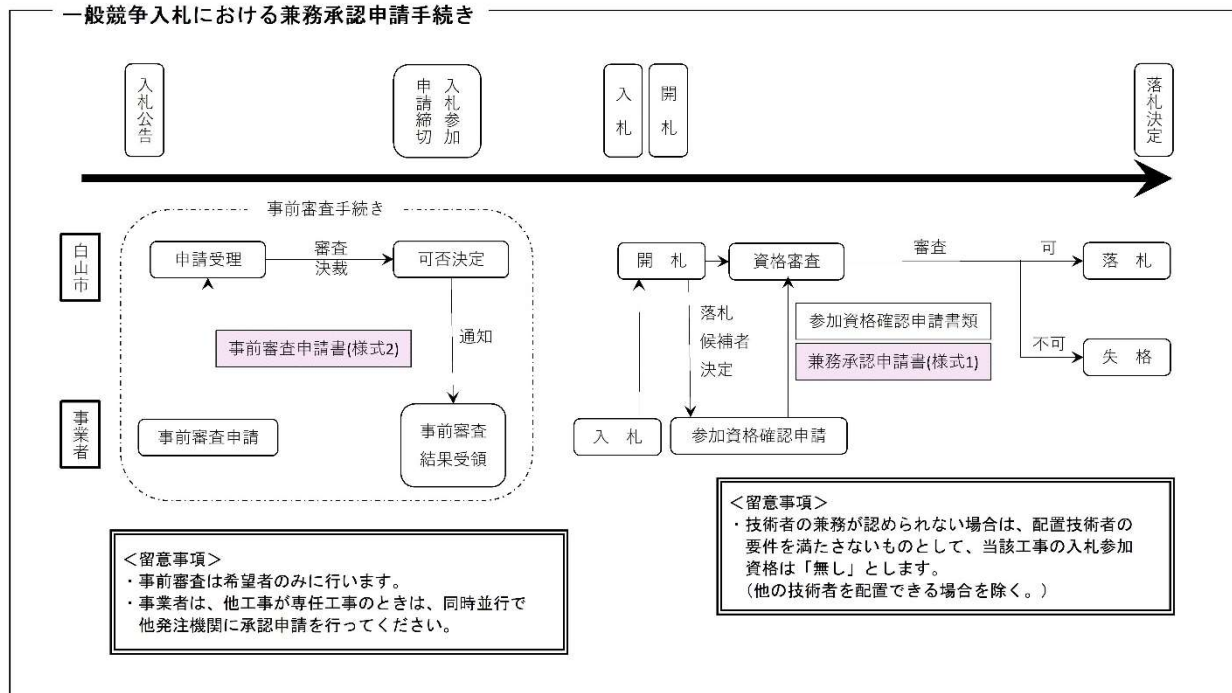 一般競争入札における兼務承認申請手続き
入札公告
入札参加
申請締切
入札
開札
落札決定
事前審査手続き
白山市
申請受理
審査
決裁
可否決定
通知
事前審査申請書(様式2)
事業者
事前審査申請
事前審査
結果受領
開　札
資格審査
審査
可
落　札
不可
失　格
落札
候補者
決定
参加資格確認申請書類
兼務承認申請書(様式1)
入　札
参加資格確認申請
＜留意事項＞
・事前審査は希望者のみに行います。
・事業者は、他工事が専任工事のときは、同時並行で
他発注機関に承認申請を行ってください。
＜留意事項＞
・技術者の兼務が認められない場合は、配置技術者の
要件を満たさないものとして、当該工事の入札参加
資格は「無し」とします。
（他の技術者を配置できる場合を除く。）